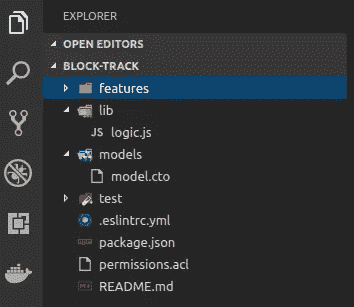 EXPLORER
OPEN EDITORS
BLOCK-TRACK
features
lib
JS logic.js
models
model.cto
test
.eslintrc.yml
package.json
permissions.acl
README.md